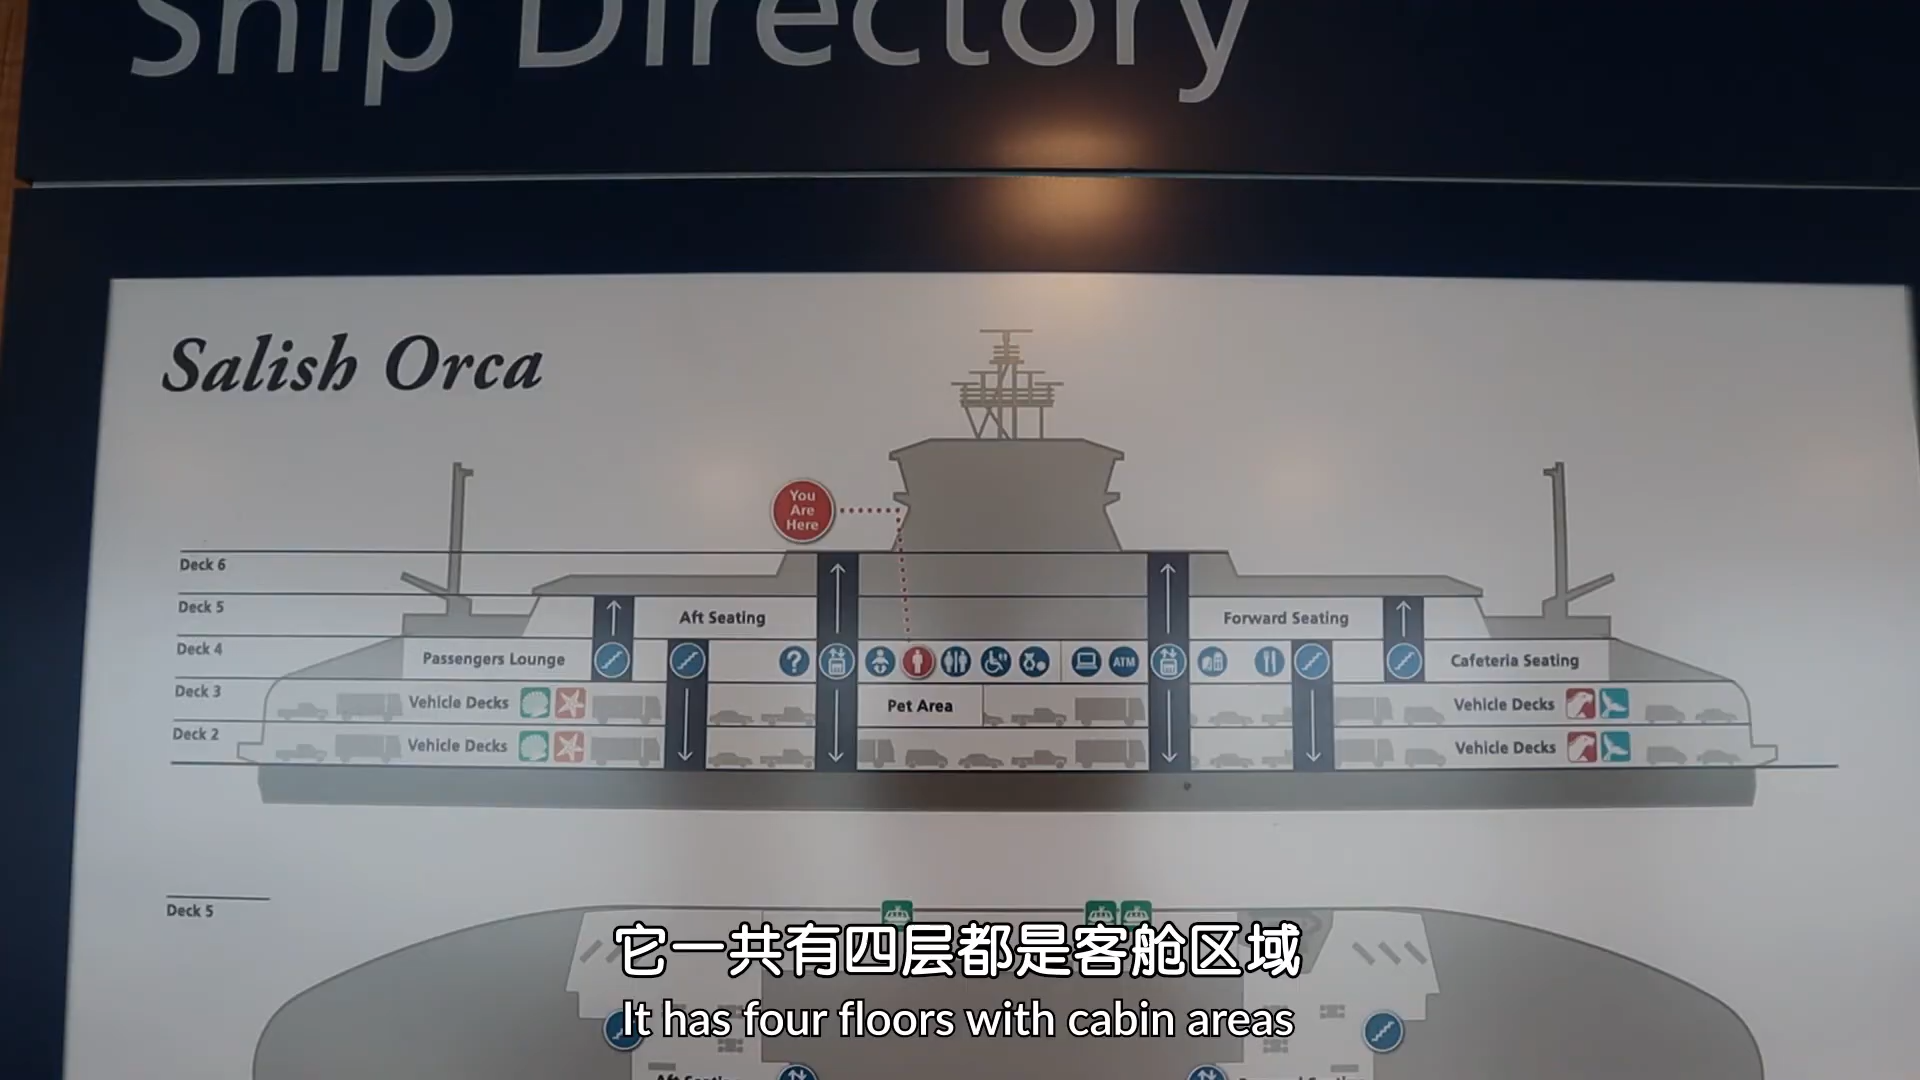 Ship Directory
Salish Orca
You
Are
Here
Deck 6
Deck 5
Aft Seating
Forward Seating
Deck 4
Passengers Lounge
?
ATM
Cafeteria Seating
Deck 3
Vehicle Decks
Pet Area
Vehicle Decks
Deck 2
Vehicle Decks
Vehicle Decks
Deck 5
它一共有四层都是客舱区域
It has four floors with cabin areas